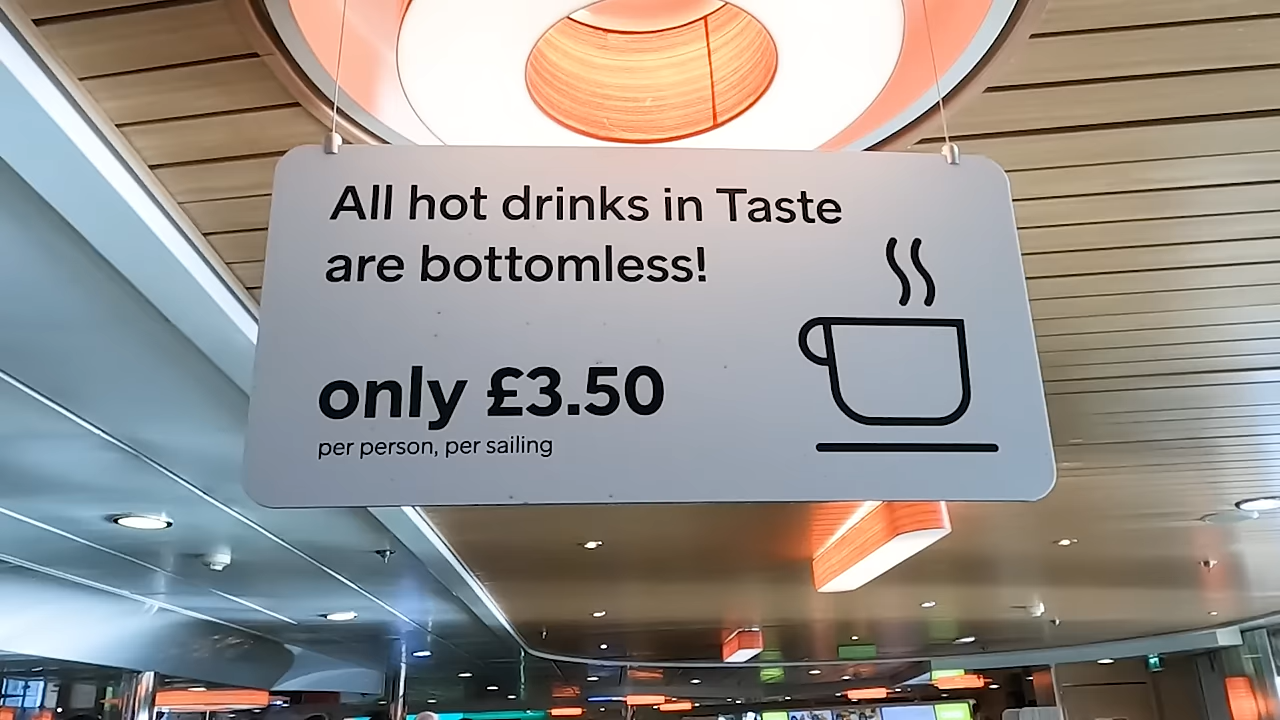 All hot drinks in Taste
are bottomless!
only £3.50
per person, per sailing